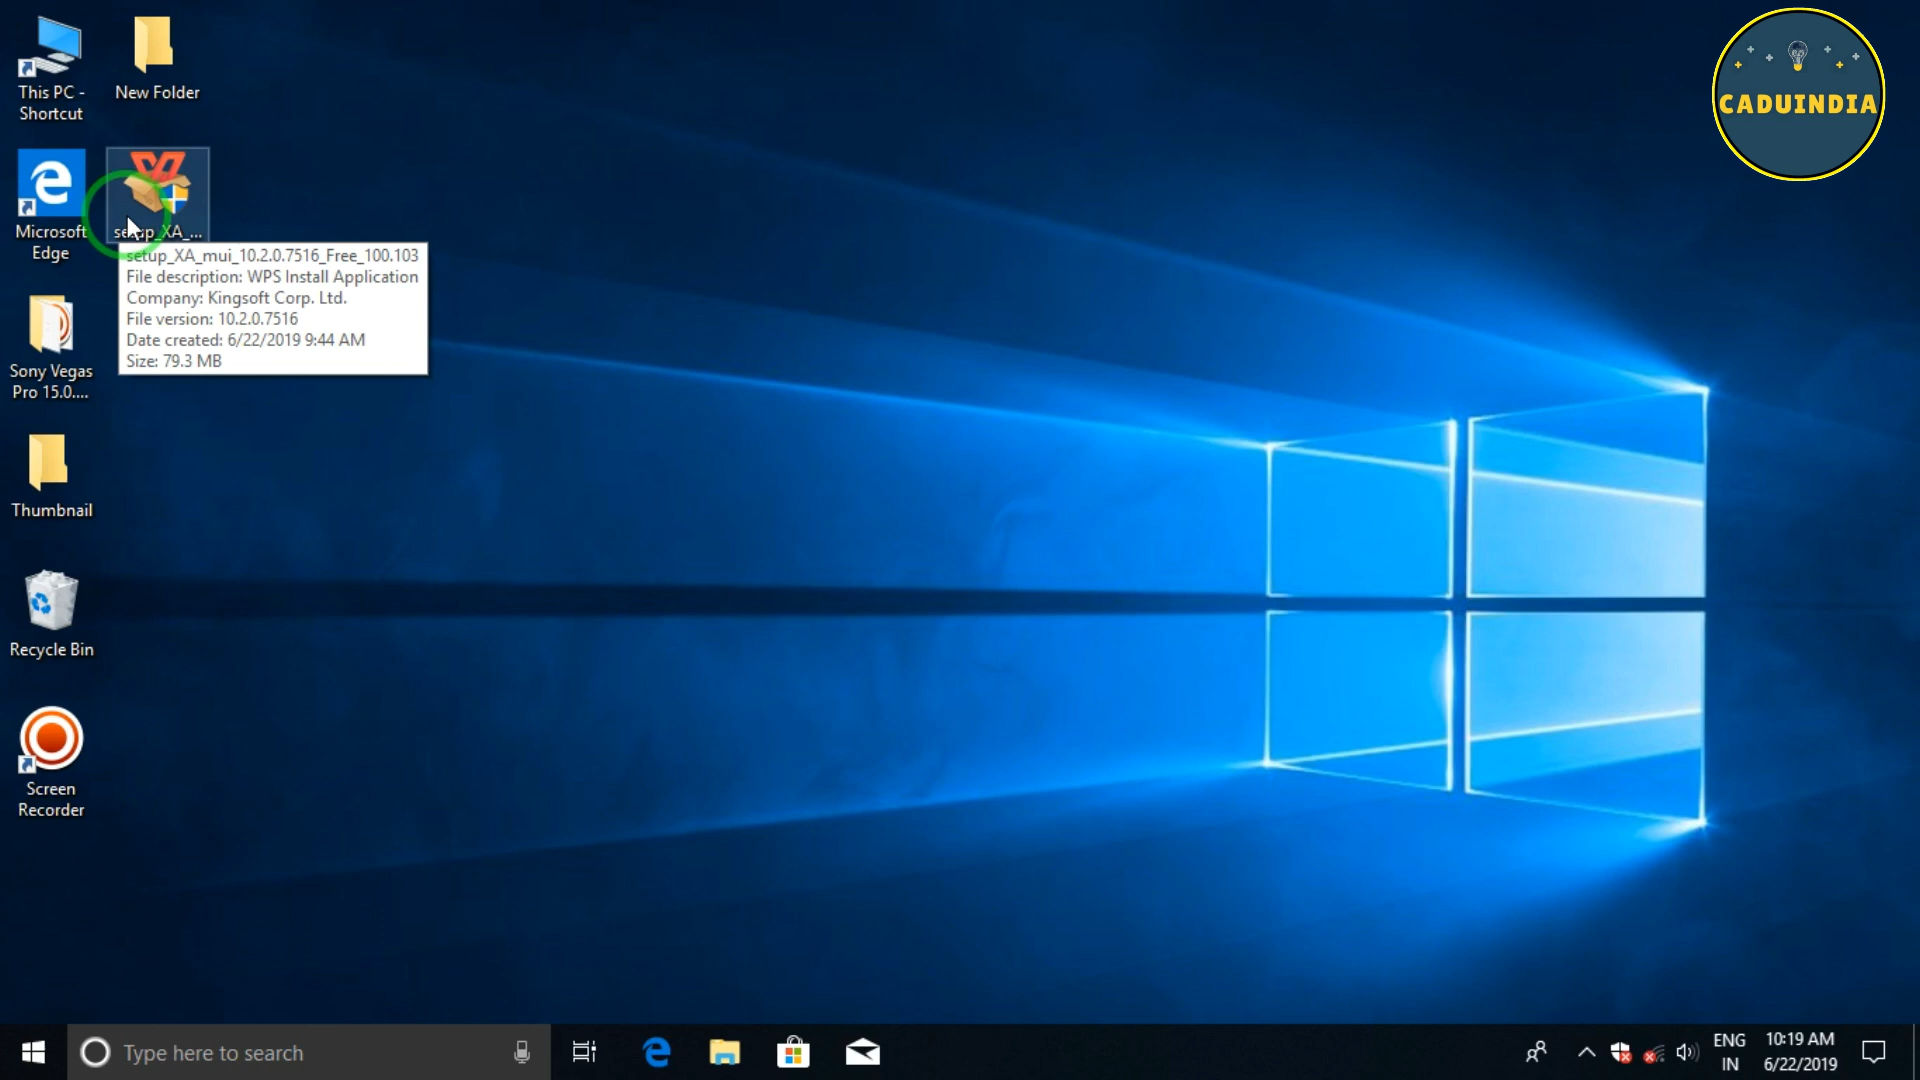 This PC -
Shortcut
New Folder
CADUINDIA
Microsoft
Edge
setup_XA_...
setup_XA_mui_10.2.0.7516_Free_100.103
File description: WPS Install Application
Company: Kingsoft Corp. Ltd.
File version: 10.2.0.7516
Date created: 6/22/2019 9:44 AM
Size: 79.3 MB
Sony Vegas
Pro 15.0....
Thumbnail
Recycle Bin
Screen
Recorder
Type here to search
ENG
IN
10:19 AM
6/22/2019